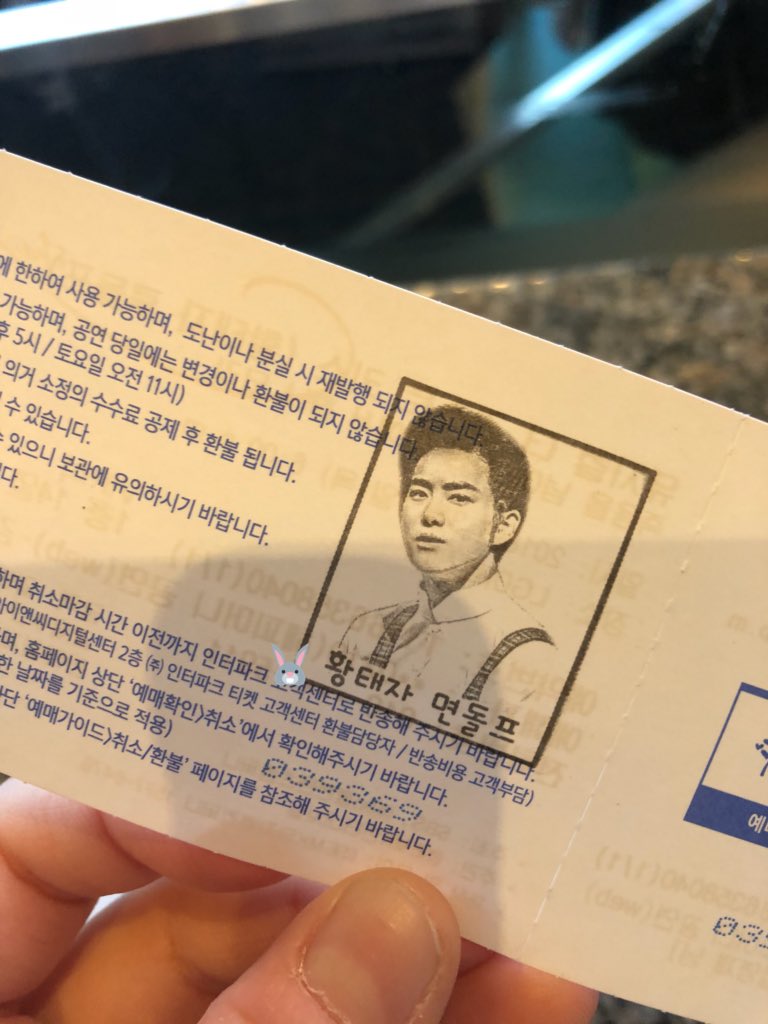 에 한하여 사용 가능하며, 도난이나 분실 시 재발행 되지 않습니다.
가능하며, 공연 당일에는 변경이나 환불이 되지 않습니다.
후 5시 / 토요일 오전 11시)
의거 소정의 수수료 공제 후 환불 됩니다.
수 있습니다.
수 있으니 보관에 유의하시기 바랍니다.
다.
하며 취소마감 시간 이전까지 인터파크 고객센터로 반송해 주시기 바랍니다.
아이앤씨디지털센터 2층 ㈜ 인터파크 티켓 고객센터 환불담당자 / 반송비용 고객부담)
며, 홈페이지 상단 ‘예매확인>취소’에서 확인해주시기 바랍니다.
한 날짜를 기준으로 적용)
상단 ‘예매가이드>취소/환불’ 페이지를 참조해 주시기 바랍니다.
황태자 면돌프
039369